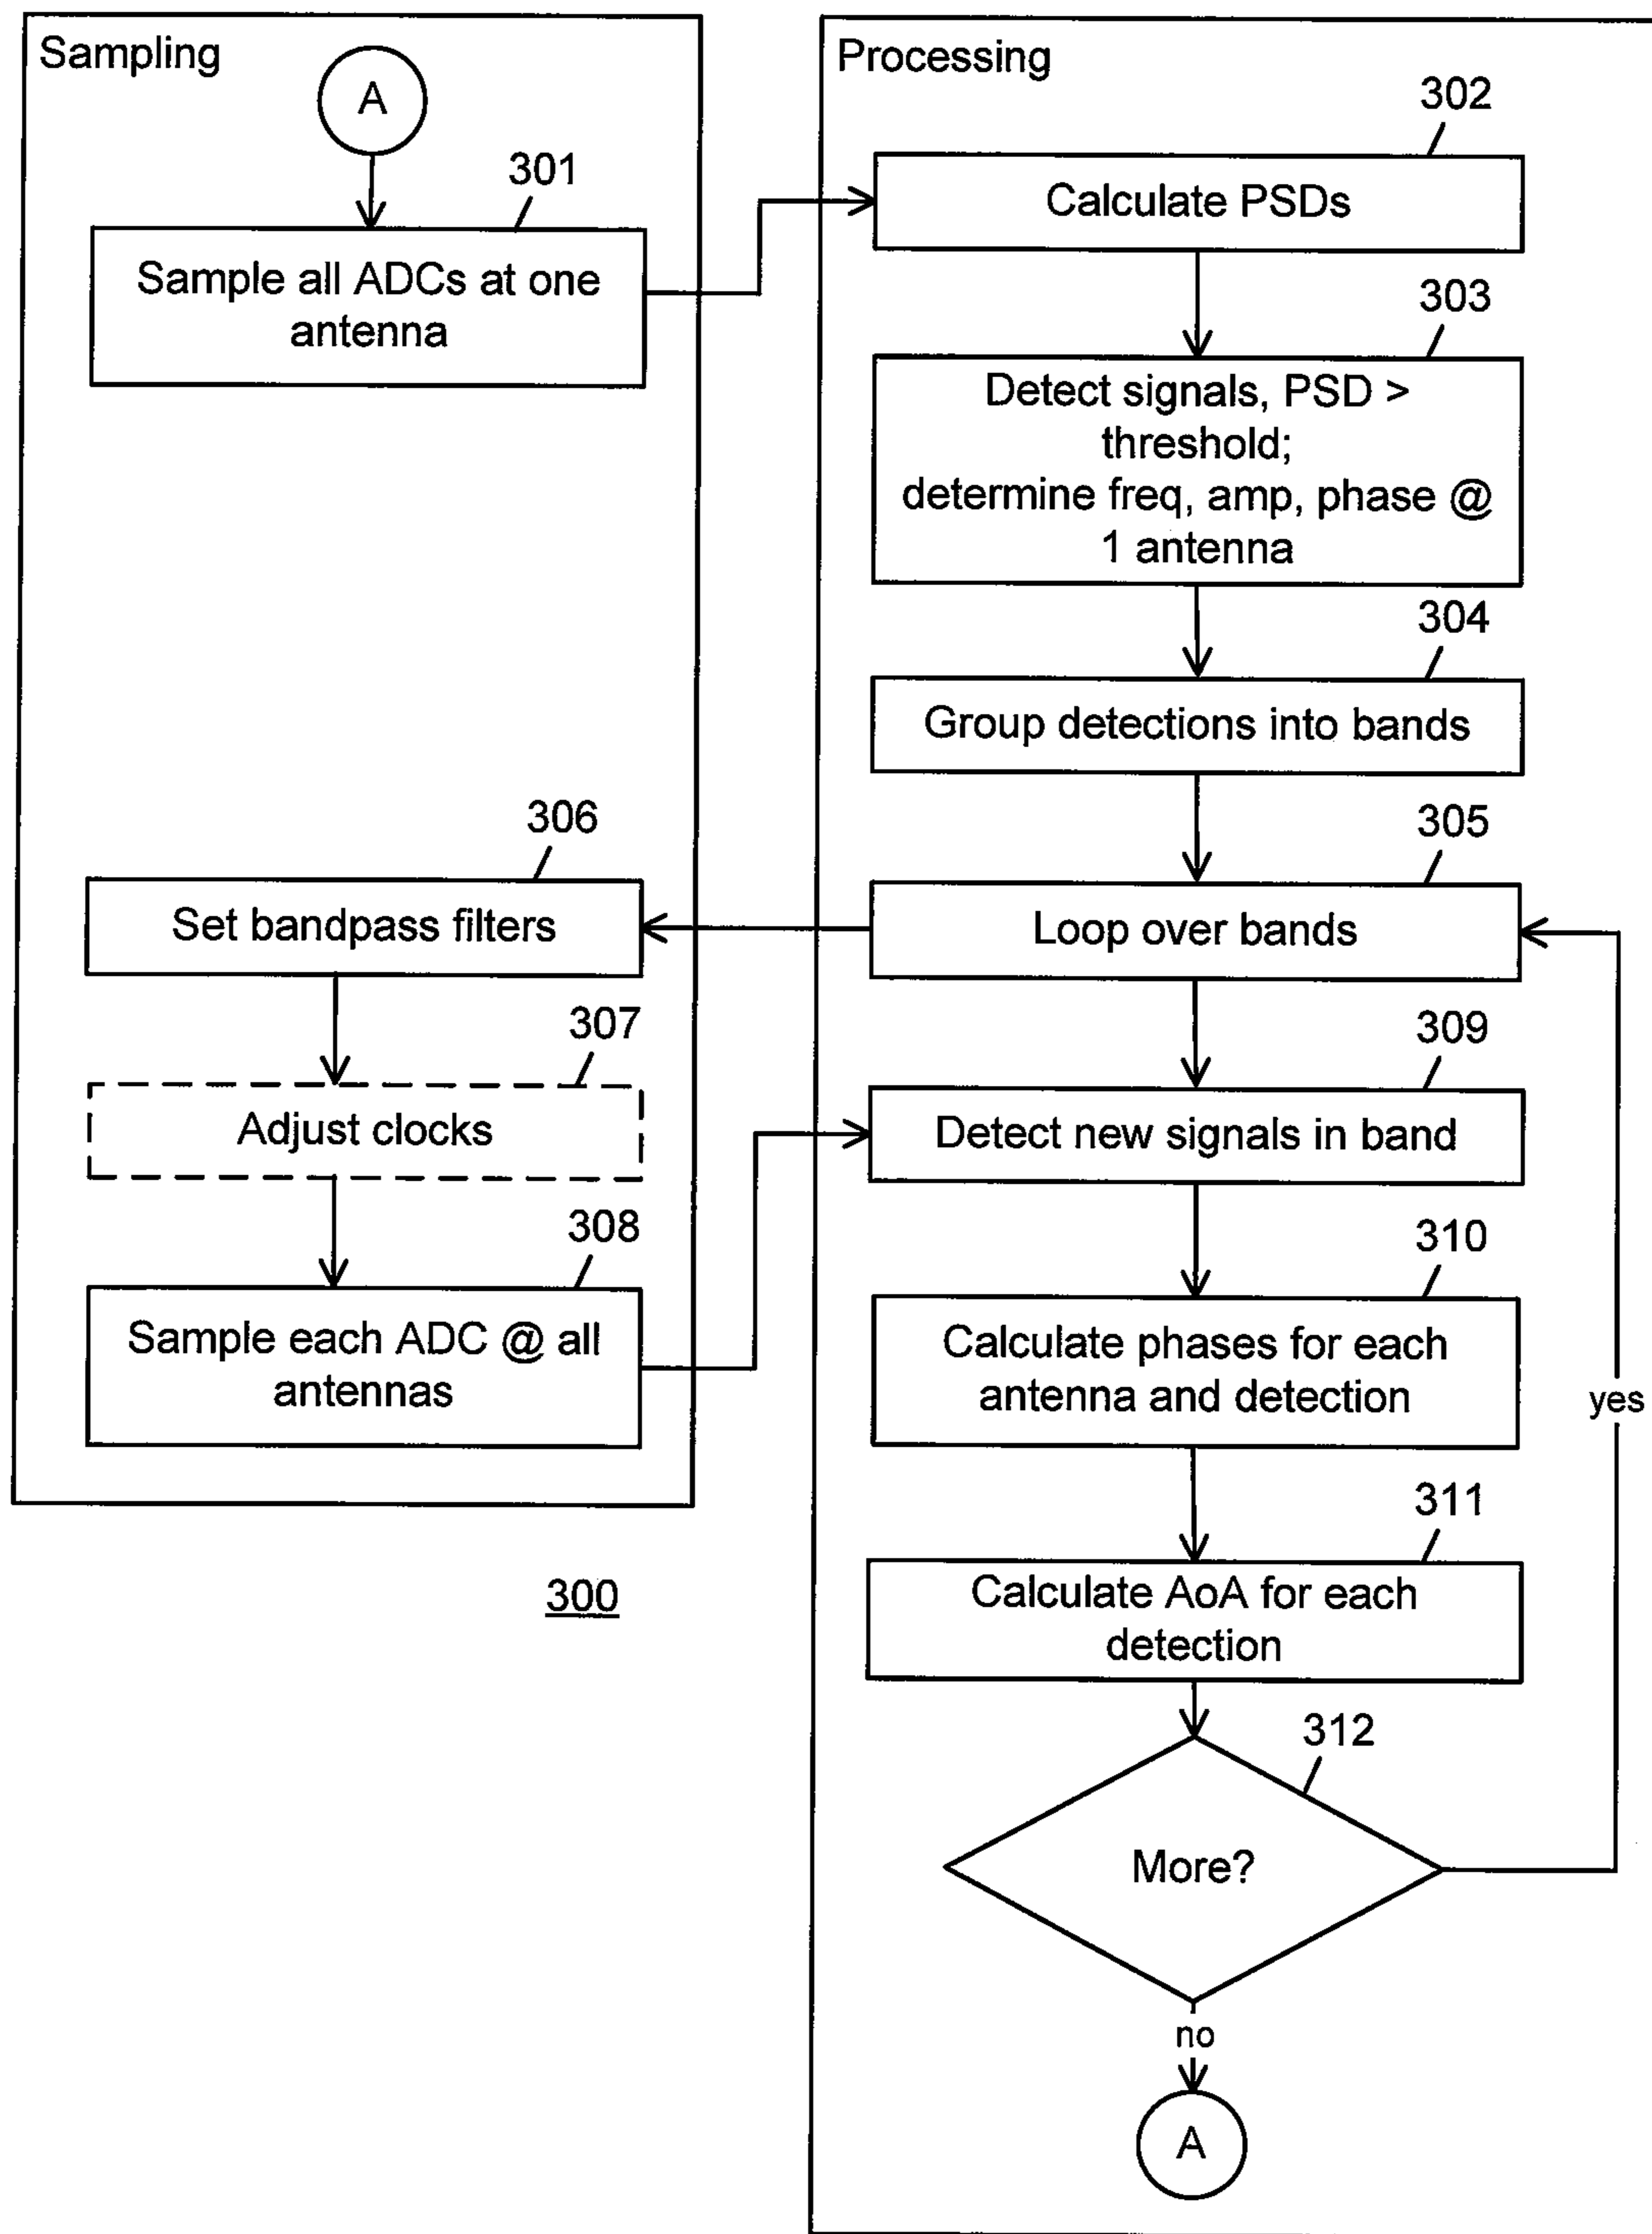 Sampling
A
301
Sample all ADCs at one
antenna
306
Set bandpass filters
307
Adjust clocks
308
Sample each ADC @ all
antennas
300
Processing
302
Calculate PSDs
303
Detect signals, PSD >
threshold;
determine freq, amp, phase @
1 antenna
304
Group detections into bands
305
Loop over bands
309
Detect new signals in band
310
Calculate phases for each
antenna and detection
yes
311
Calculate AoA for each
detection
312
More?
no
A